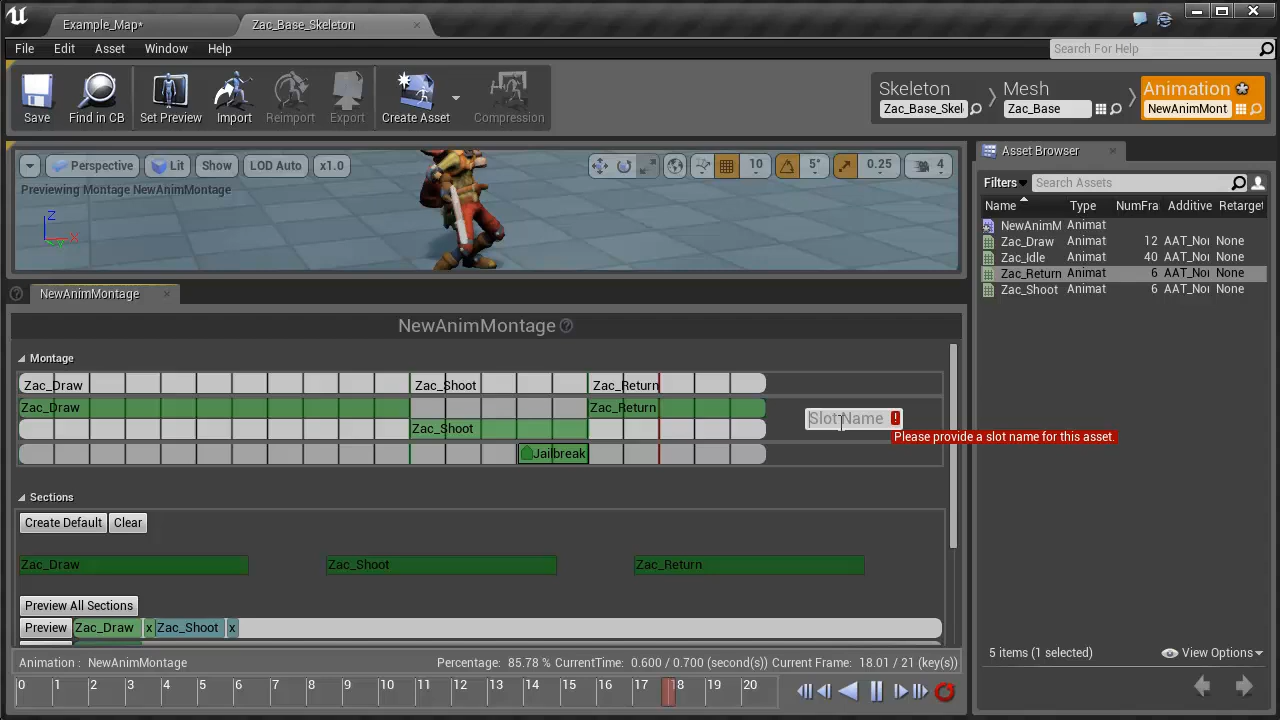 Example_Map*
Zac_Base_Skeleton
File Edit Asset Window Help
Search For Help
Save
Find in CB
Set Preview
Import
Reimport
Export
Create Asset
Compression
Skeleton
Zac_Base_Skel
Mesh
Zac_Base
Animation
NewAnimMont
Perspective
Lit
Show
LOD Auto
x1.0
10
5°
0.25
4
Previewing Montage NewAnimMontage
Z
X
Y
Asset Browser
Filters
Search Assets
Name Type NumFra Additive Retarget
NewAnimM Animat
Zac_Draw Animat 12 AAT_Nor None
Zac_Idle Animat 40 AAT_Nor None
Zac_Return Animat 6 AAT_Nor None
Zac_Shoot Animat 6 AAT_Nor None
NewAnimMontage
NewAnimMontage
Montage
Zac_Draw Zac_Shoot Zac_Return
Zac_Draw Zac_Return
Zac_Shoot
Slot Name !
Please provide a slot name for this asset.
Jailbreak
Sections
Create Default Clear
Zac_Draw Zac_Shoot Zac_Return
Preview All Sections
Preview Zac_Draw x Zac_Shoot x
Animation : NewAnimMontage Percentage: 85.78 % CurrentTime: 0.600 / 0.700 (second(s)) Current Frame: 18.01 / 21 (key(s))
0 1 2 3 4 5 6 7 8 9 10 11 12 13 14 15 16 17 18 19 20
5 items (1 selected)
View Options